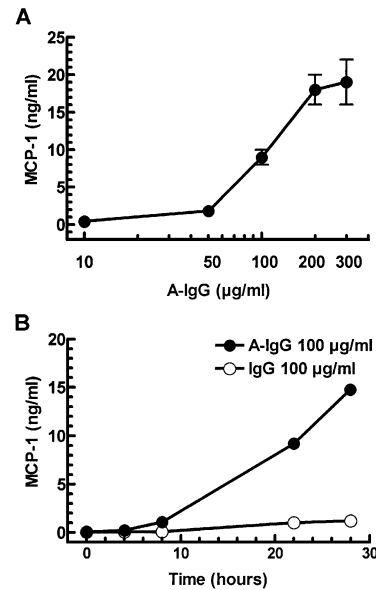 A
25
20
15
10
5
0
MCP-1 (ng/ml)
10 50 100 200 300
A-IgG (µg/ml)
B
20
15
10
5
0
MCP-1 (ng/ml)
A-IgG 100 µg/ml
IgG 100 µg/ml
0 10 20 30
Time (hours)